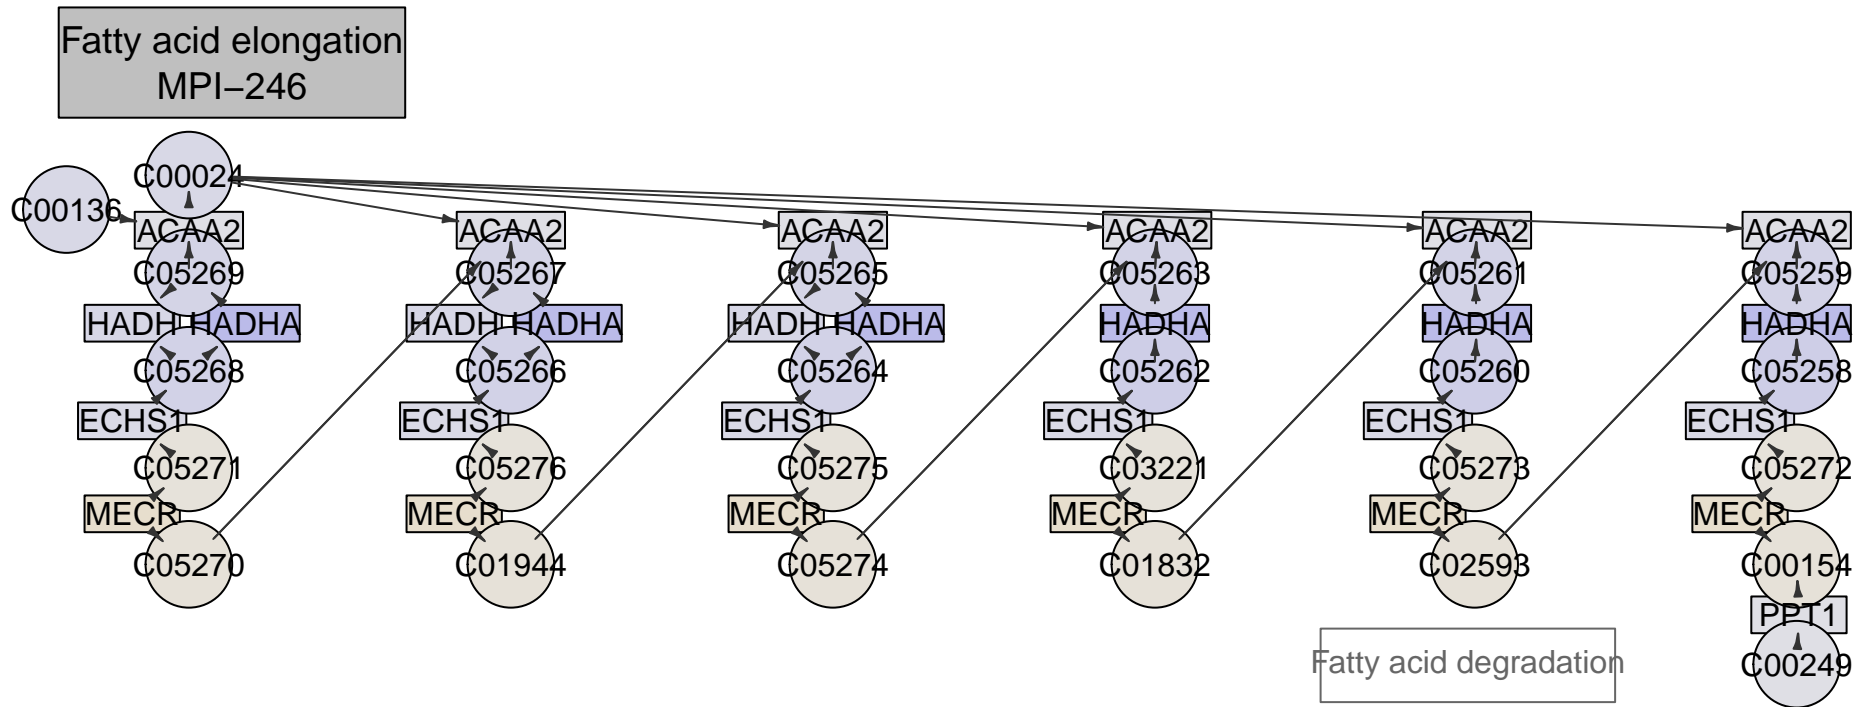 Fatty acid elongation
MPI−246
C00024
C00136
ACAA2 ACAA2 ACAA2 ACAA2 ACAA2 ACAA2
C05269 C05267 C05265 C05263 C05261 C05259
HADH HADHA HADH HADHA HADH HADHA HADHA HADHA HADHA
C05268 C05266 C05264 C05262 C05260 C05258
ECHS1 ECHS1 ECHS1 ECHS1 ECHS1 ECHS1
C05271 C05276 C05275 C03221 C05273 C05272
MECR MECR MECR MECR MECR MECR
C05270 C01944 C05274 C01832 C02593 C00154
PPT1
Fatty acid degradation C00249